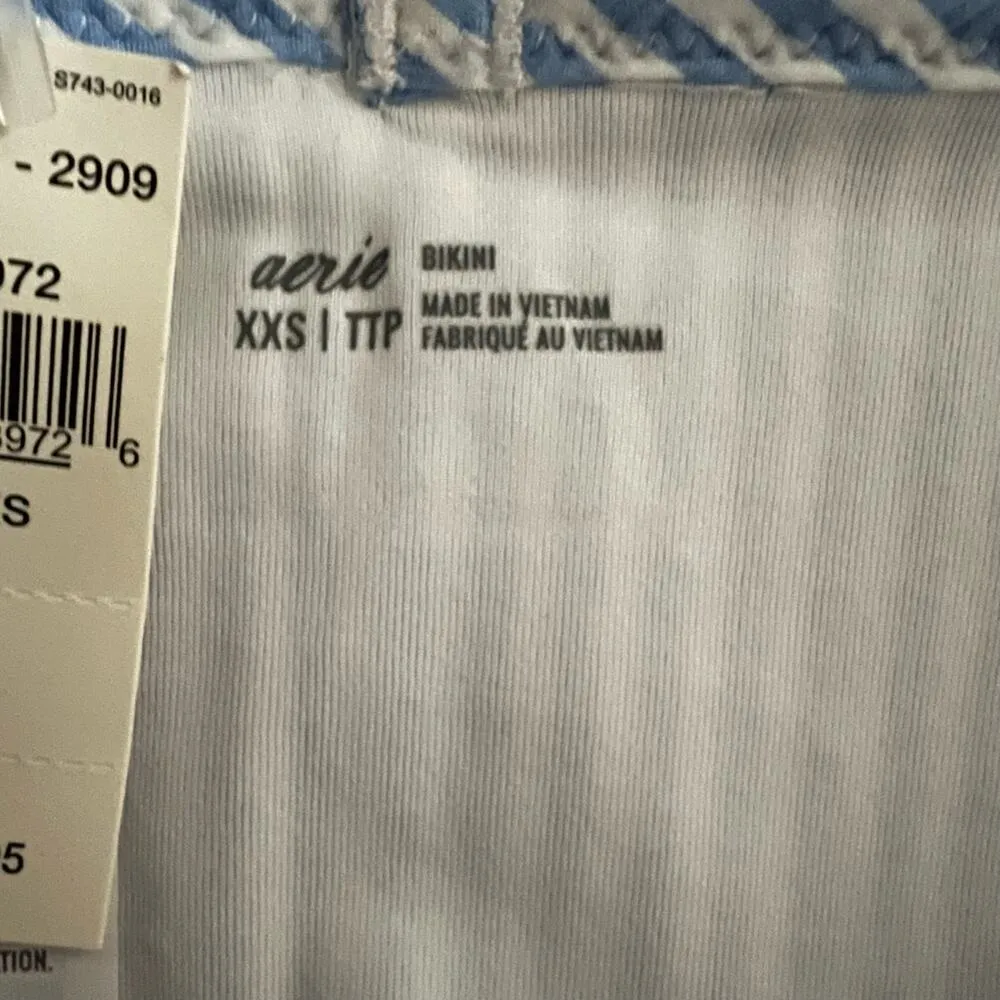 S743-0016
- 2909
972
972 6
S
5
TION.
aerie
XXS | TTP
BIKINI
MADE IN VIETNAM
FABRIQUÉ AU VIETNAM